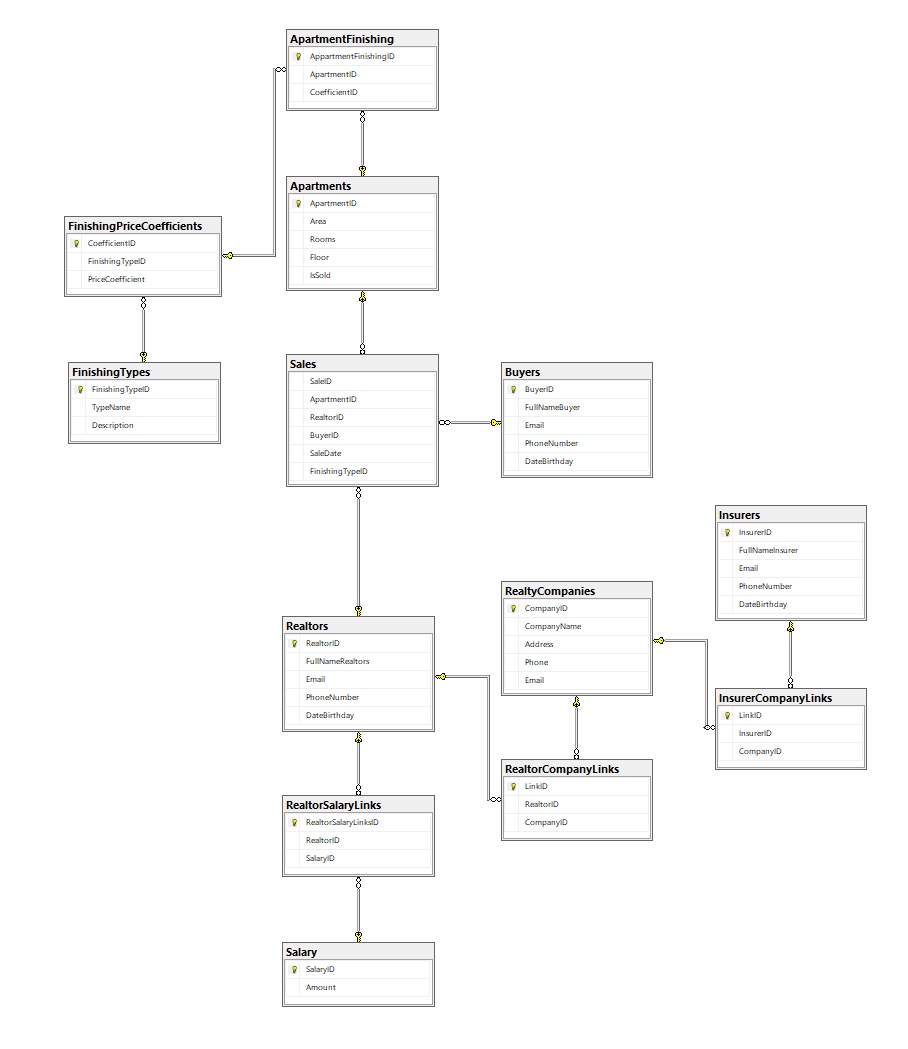 ApartmentFinishing
AppartmentFinishingID
ApartmentID
CoefficientID
Apartments
ApartmentID
Area
Rooms
Floor
IsSold
FinishingPriceCoefficients
CoefficientID
FinishingTypeID
PriceCoefficient
FinishingTypes
FinishingTypeID
TypeName
Description
Sales
SaleID
ApartmentID
RealtorID
BuyerID
SaleDate
FinishingTypeID
Buyers
BuyerID
FullNameBuyer
Email
PhoneNumber
DateBirthday
Insurers
InsurerID
FullNameInsurer
Email
PhoneNumber
DateBirthday
RealtyCompanies
CompanyID
CompanyName
Address
Phone
Email
Realtors
RealtorID
FullNameRealtors
Email
PhoneNumber
DateBirthday
InsurerCompanyLinks
LinkID
InsurerID
CompanyID
RealtorCompanyLinks
LinkID
RealtorID
CompanyID
RealtorSalaryLinks
RealtorSalaryLinksID
RealtorID
SalaryID
Salary
SalaryID
Amount